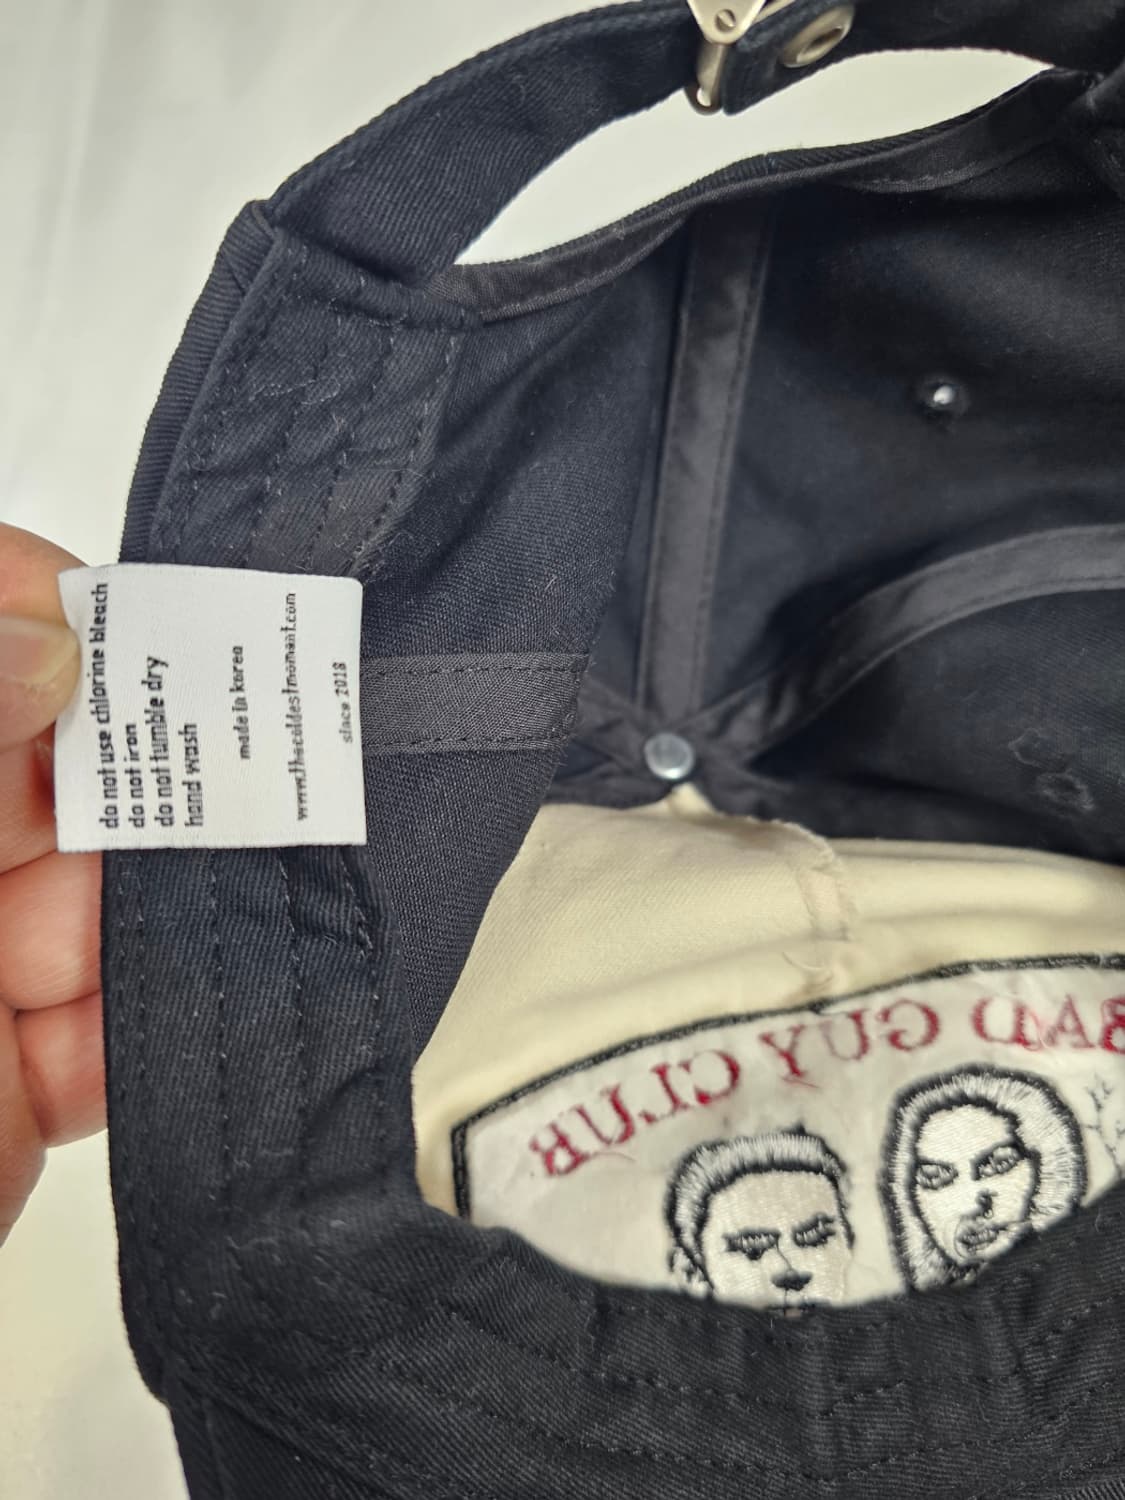 do not use chlorine bleach
do not iron
do not tumble dry
hand wash
made in korea
www.thecoldestmoment.com
since 2018
BAD GUY CLUB